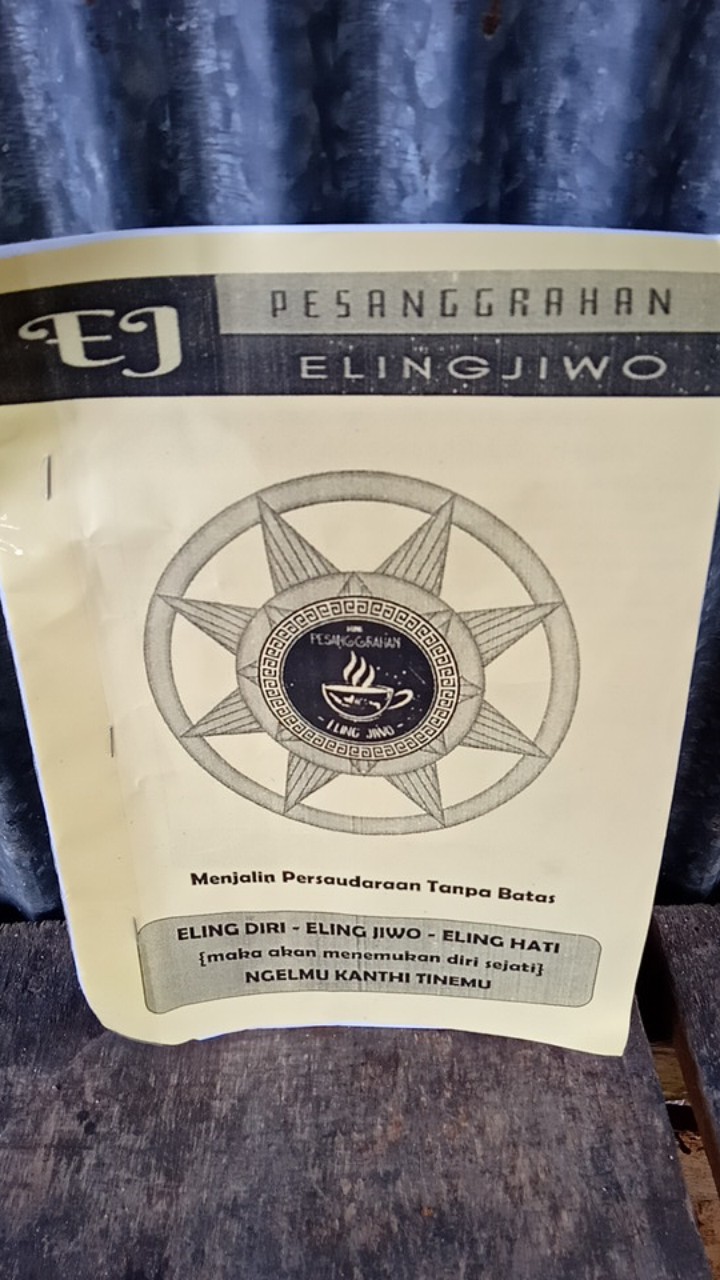 EJ
PESANGGRAHAN
ELINGJIWO
PESANGGRAHAN
- ELING JIWO -
Menjalin Persaudaraan Tanpa Batas
ELING DIRI - ELING JIWO - ELING HATI
{maka akan menemukan diri sejati}
NGELMU KANTHI TINEMU